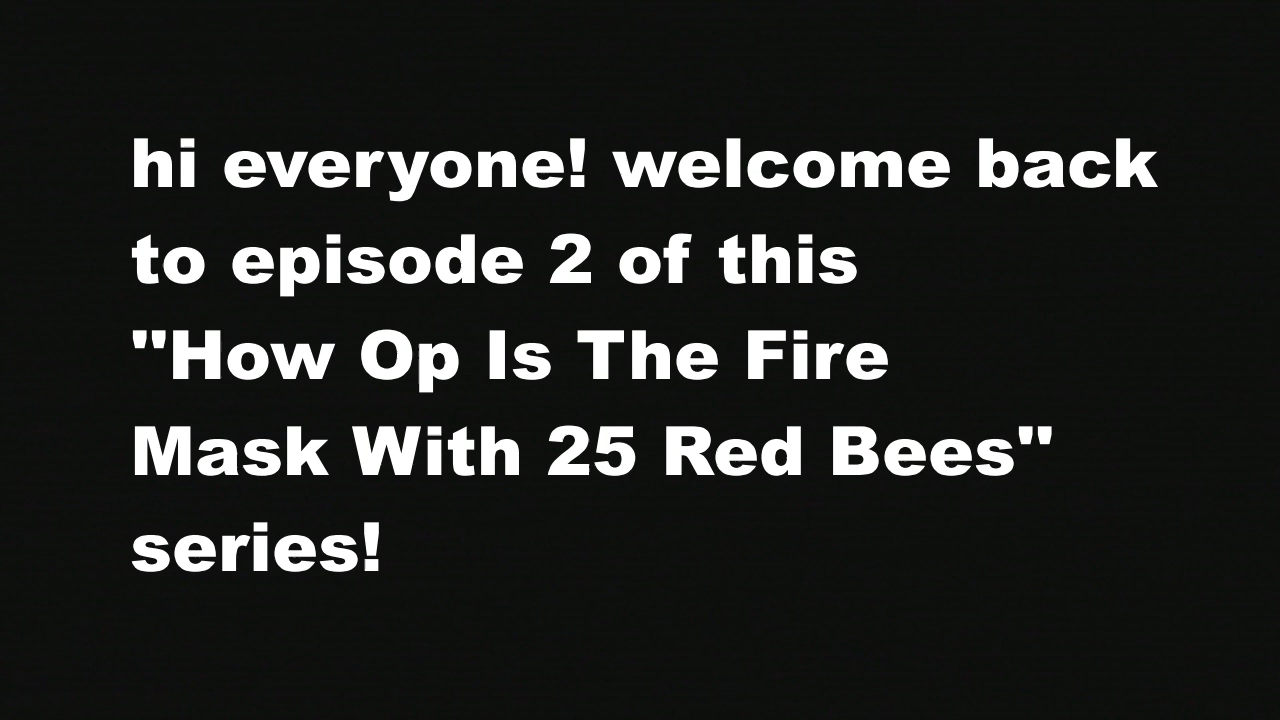 hi everyone! welcome back
to episode 2 of this
"How Op Is The Fire
Mask With 25 Red Bees"
series!